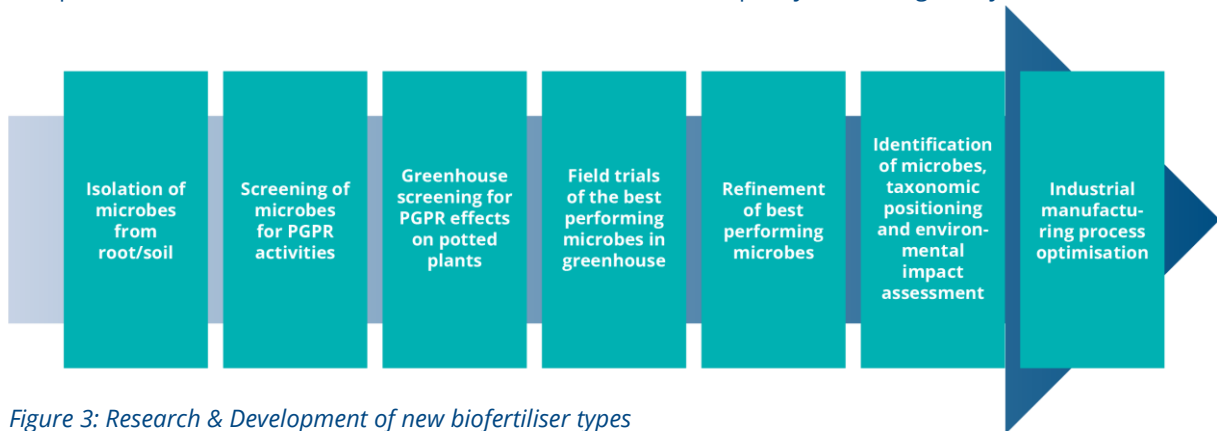 Isolation of
microbes
from
root/soil
Screening of
microbes
for PGPR
activities
Greenhouse
screening for
PGPR effects
on potted
plants
Field trials
of the best
performing
microbes in
greenhouse
Refinement
of best
performing
microbes
Identification
of microbes,
taxonomic
positioning
and environ-
mental
impact
assessment
Industrial
manufactu-
ring process
optimisation
Figure 3: Research & Development of new biofertiliser types